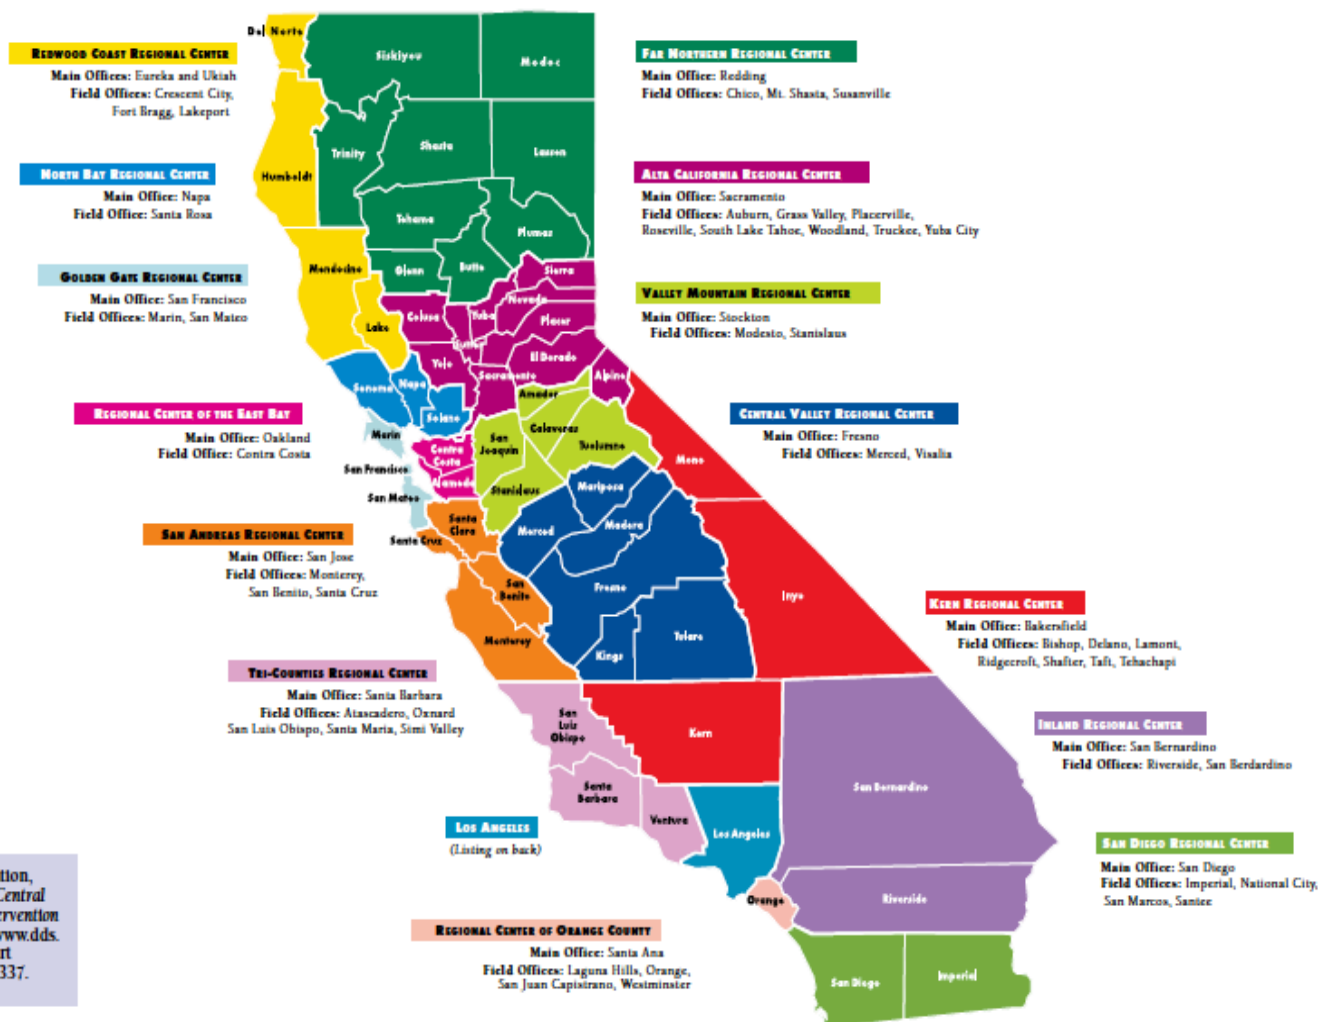 Del Norte
Siskiyou
Modoc
REDWOOD COAST REGIONAL CENTER
Main Offices: Eureka and Ukiah
Field Offices: Crescent City,
Fort Bragg, Lakeport
FAR NORTHERN REGIONAL CENTER
Main Office: Redding
Field Offices: Chico, Mt. Shasta, Susanville
Trinity
Shasta
Lassen
Humboldt
NORTH BAY REGIONAL CENTER
Main Office: Napa
Field Office: Santa Rosa
ALTA CALIFORNIA REGIONAL CENTER
Main Office: Sacramento
Field Offices: Auburn, Grass Valley, Placerville,
Roseville, South Lake Tahoe, Woodland, Truckee, Yuba City
Tehama
Plumas
Mendocino
Glenn
Butte
Sierra
GOLDEN GATE REGIONAL CENTER
Main Office: San Francisco
Field Offices: Marin, San Mateo
VALLEY MOUNTAIN REGIONAL CENTER
Main Office: Stockton
Field Offices: Modesto, Stanislaus
Nevada
Colusa
Yuba
Placer
Lake
Sutter
El Dorado
Yolo
Sacramento
Alpine
Sonoma
Napa
Amador
Solano
REGIONAL CENTER OF THE EAST BAY
Main Office: Oakland
Field Office: Contra Costa
CENTRAL VALLEY REGIONAL CENTER
Main Office: Fresno
Field Offices: Merced, Visalia
Marin
San
Joaquin
Calaveras
Tuolumne
Contra
Costa
Mono
San Francisco
Alameda
Stanislaus
Mariposa
San Mateo
Santa
Clara
Merced
Madera
Santa Cruz
SAN ANDREAS REGIONAL CENTER
Main Office: San Jose
Field Offices: Monterey,
San Benito, Santa Cruz
San
Benito
Fresno
Inyo
Monterey
Kings
Tulare
KERN REGIONAL CENTER
Main Office: Bakersfield
Field Offices: Bishop, Delano, Lamont,
Ridgecroft, Shafter, Taft, Tehachapi
TRI-COUNTIES REGIONAL CENTER
Main Office: Santa Barbara
Field Offices: Atascadero, Oxnard
San Luis Obispo, Santa Maria, Simi Valley
San
Luiz
Obispo
Kern
INLAND REGIONAL CENTER
Main Office: San Bernardino
Field Offices: Riverside, San Berdardino
Santa
Barbara
San Bernardino
Ventura
LOS ANGELES
(Listing on back)
Los Angeles
SAN DIEGO REGIONAL CENTER
Main Office: San Diego
Field Offices: Imperial, National City,
San Marcos, Santee
Orange
Riverside
REGIONAL CENTER OF ORANGE COUNTY
Main Office: Santa Ana
Field Offices: Laguna Hills, Orange,
San Juan Capistrano, Westminster
San Diego
Imperial
tion,
Central
ervention
www.dds.
rt
337.